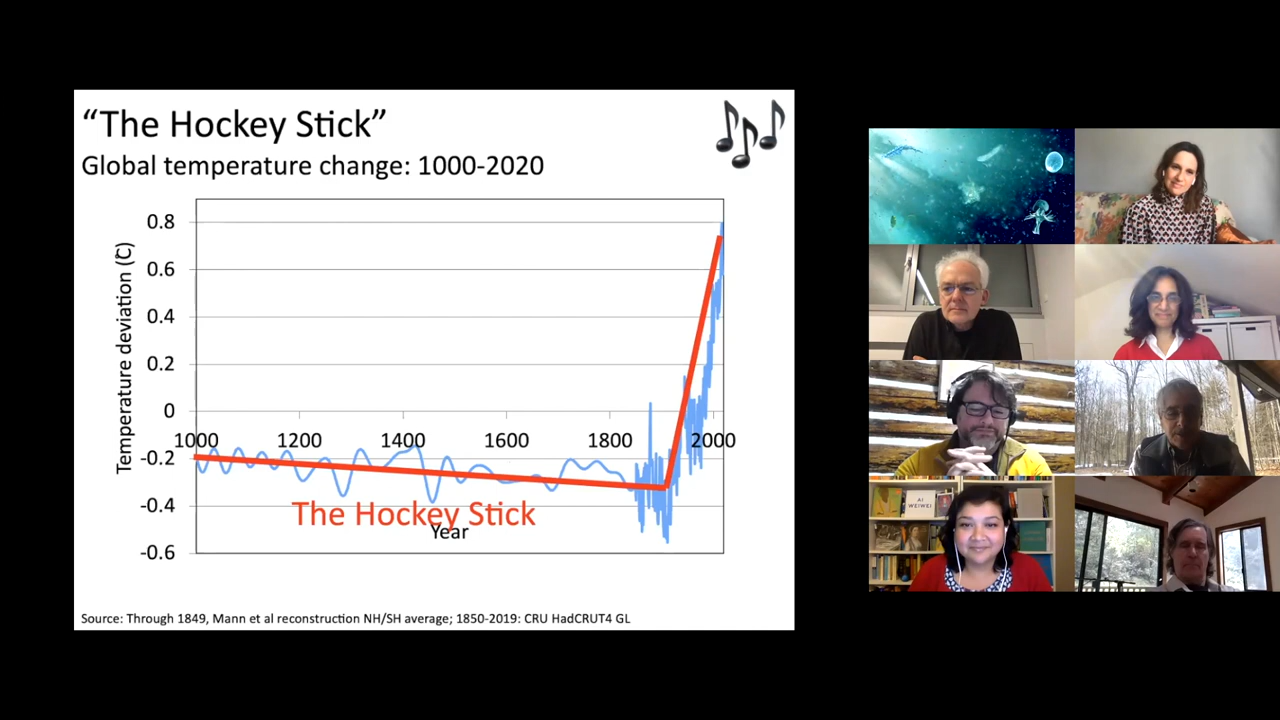 “The Hockey Stick”
Global temperature change: 1000-2020
Temperature deviation (C)
0.8
0.6
0.4
0.2
0
1000 1200 1400 1600 1800 2000
-0.2
-0.4
-0.6
The Hockey Stick
Year
Source: Through 1849, Mann et al reconstruction NH/SH average; 1850-2019: CRU HadCRUT4 GL
AI
WEIWEI